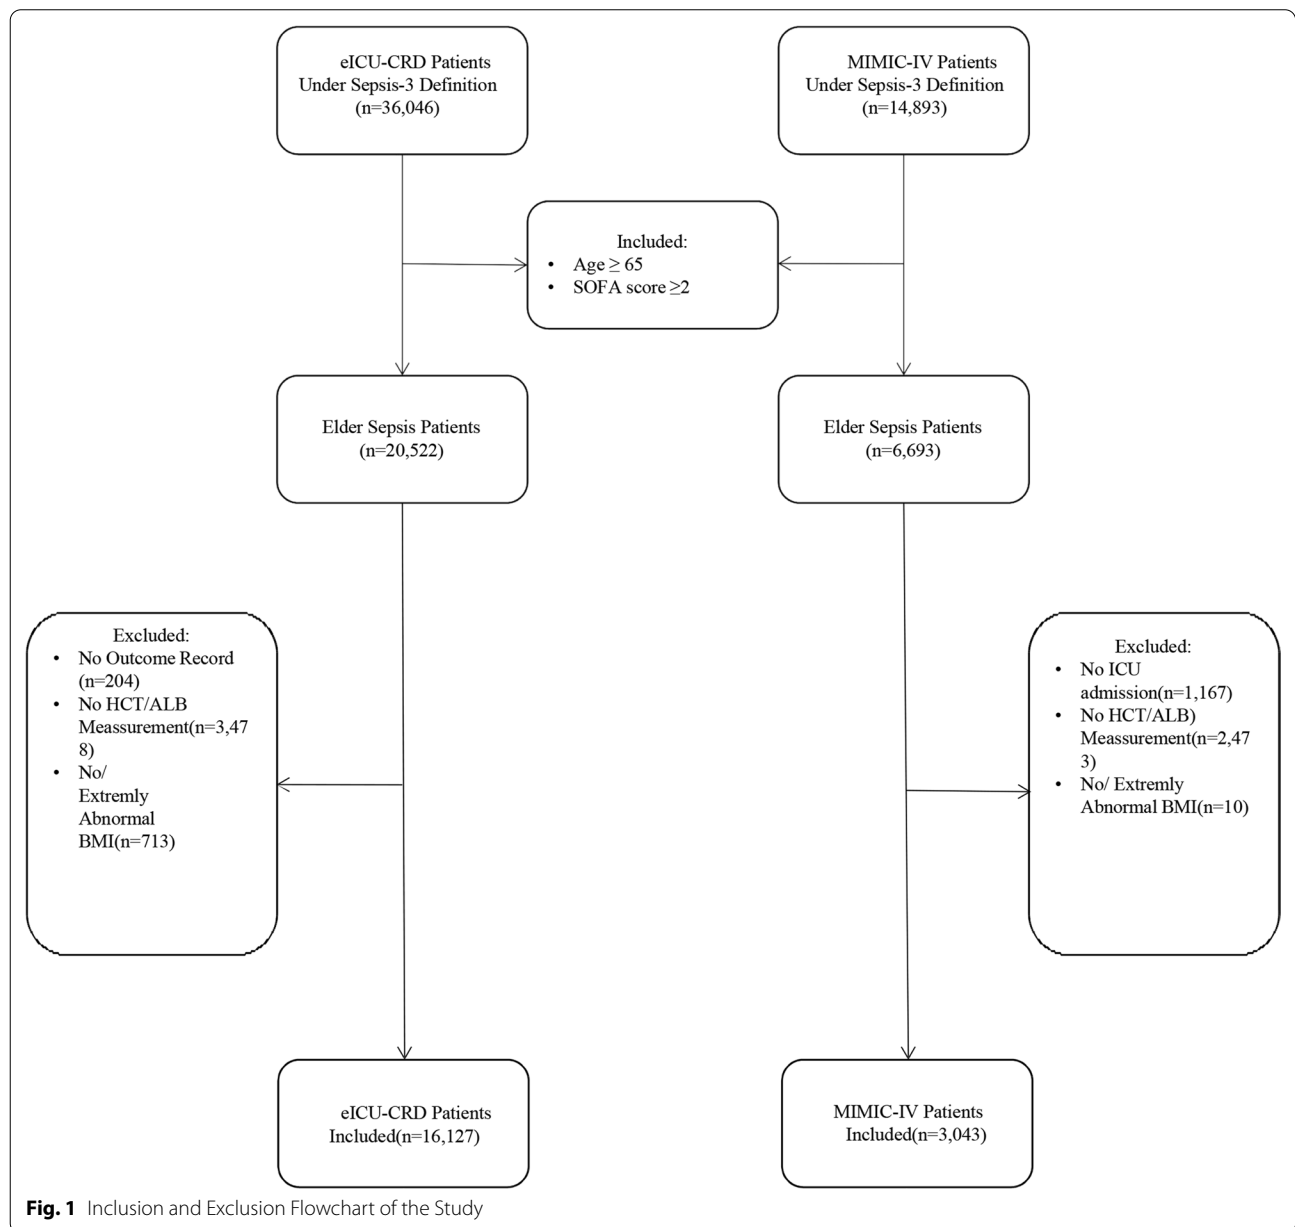 eICU-CRD Patients
Under Sepsis-3 Definition
(n=36,046)
MIMIC-IV Patients
Under Sepsis-3 Definition
(n=14,893)
Included:
• Age ≥ 65
• SOFA score ≥2
Elder Sepsis Patients
(n=20,522)
Elder Sepsis Patients
(n=6,693)
Excluded:
• No Outcome Record
(n=204)
• No HCT/ALB
Meassurement(n=3,47
8)
• No/
Extremly
Abnormal
BMI(n=713)
Excluded:
• No ICU
admission(n=1,167)
• No HCT/ALB)
Meassurement(n=2,47
3)
• No/ Extremly
Abnormal BMI(n=10)
eICU-CRD Patients
Included(n=16,127)
MIMIC-IV Patients
Included(n=3,043)
Fig. 1 Inclusion and Exclusion Flowchart of the Study